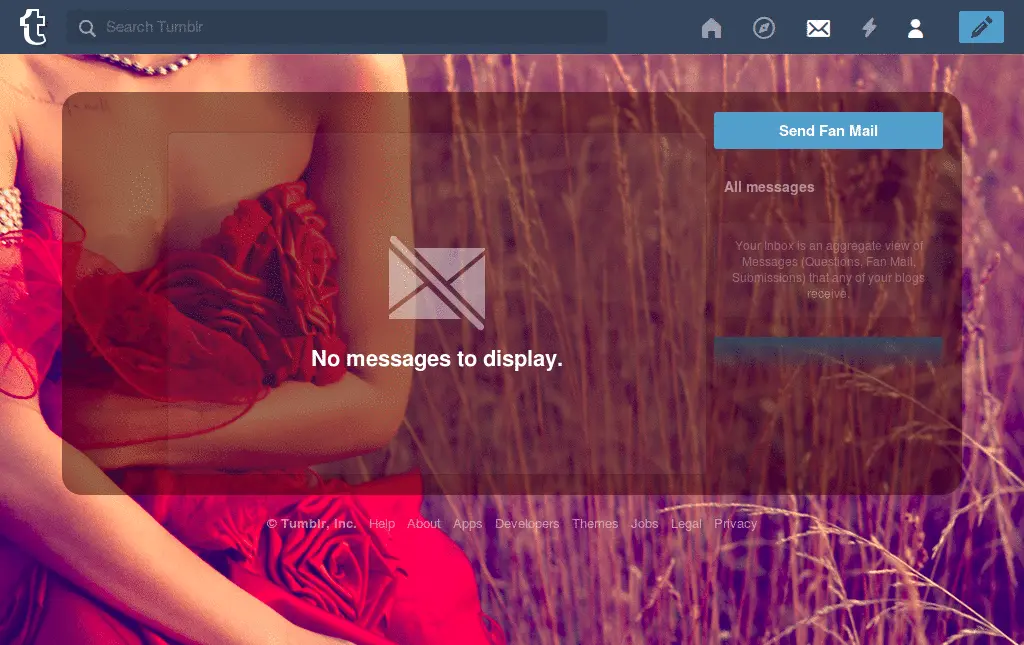 t
Search Tumblr
Send Fan Mail
All messages
Your Inbox is an aggregate view of
Messages (Questions, Fan Mail,
Submissions) that any of your blogs
receive.
No messages to display.
© Tumblr, Inc. Help About Apps Developers Themes Jobs Legal Privacy